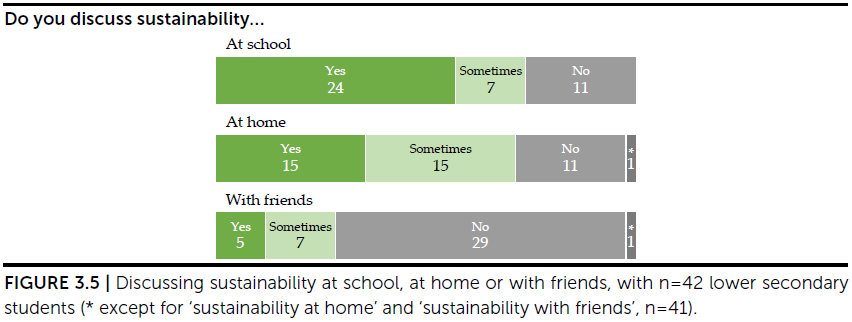 Do you discuss sustainability...
At school
Yes Sometimes No
24 7 11
At home
Yes Sometimes No *
15 15 11 1
With friends
Yes Sometimes No *
5 7 29 1
FIGURE 3.5 | Discussing sustainability at school, at home or with friends, with n=42 lower secondary
students (* except for ‘sustainability at home’ and ‘sustainability with friends’, n=41).